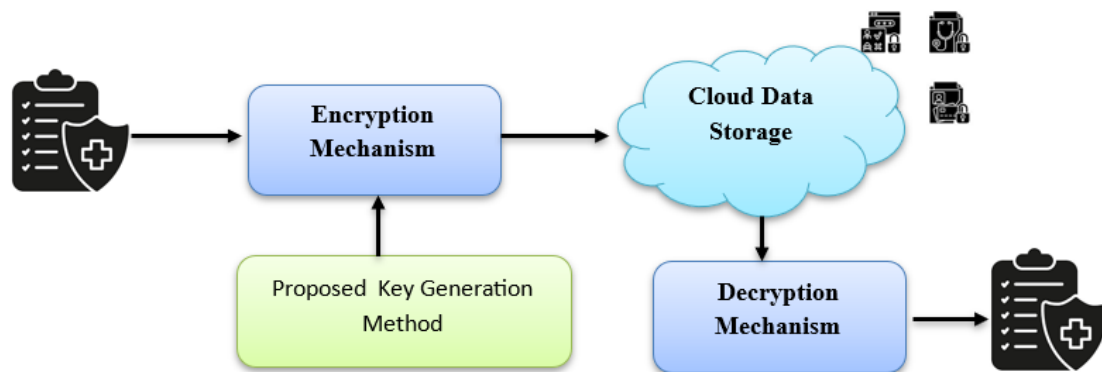 Encryption
Mechanism
Cloud Data
Storage
Proposed Key Generation
Method
Decryption
Mechanism